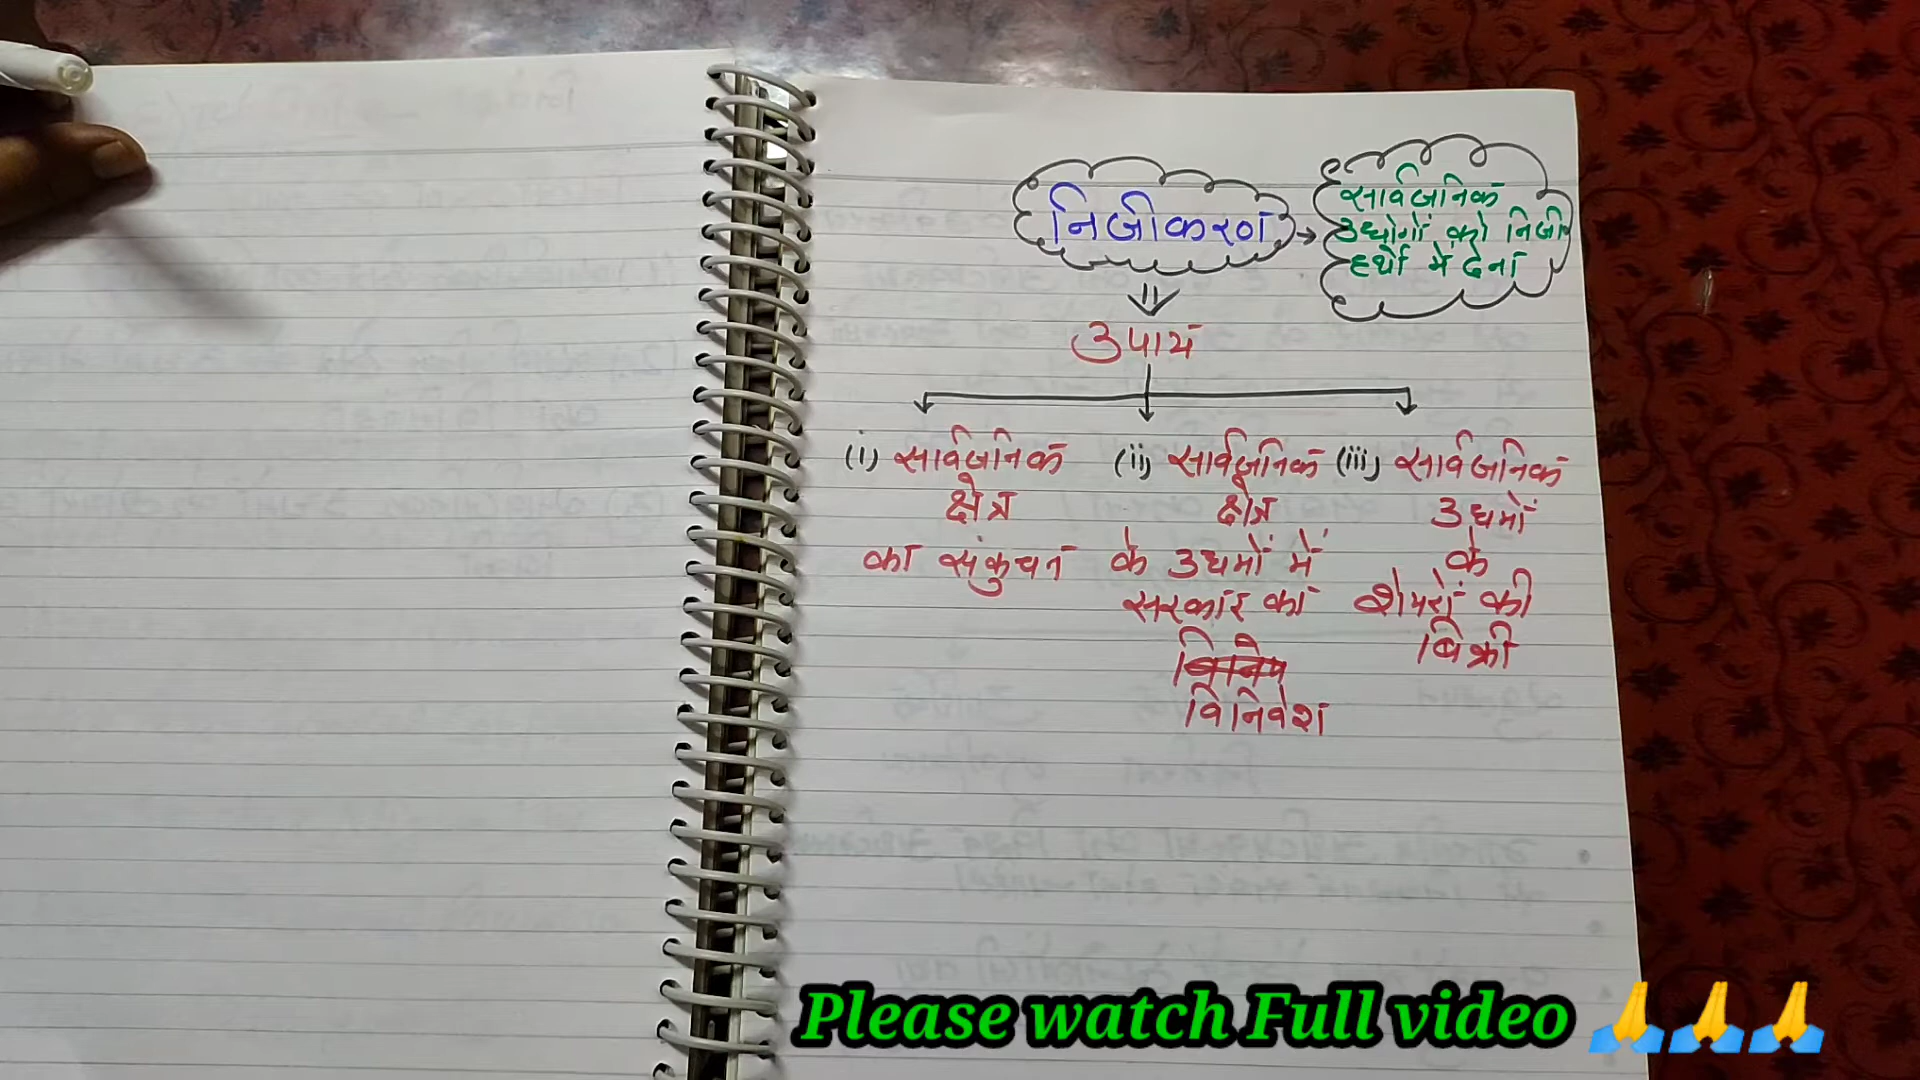 निजीकरण
→ सार्वजनिक
उद्योगों को निजी
हाथों में देना
उपाय
(i) सार्वजनिक
क्षेत्र
का संकुचन
(ii) सार्वजनिक
क्षेत्र
के उद्यमों में
सरकार का
विनिवेश
(iii) सार्वजनिक
उद्यमों
के
शेयरों की
बिक्री
Please watch Full video 🙏🙏🙏